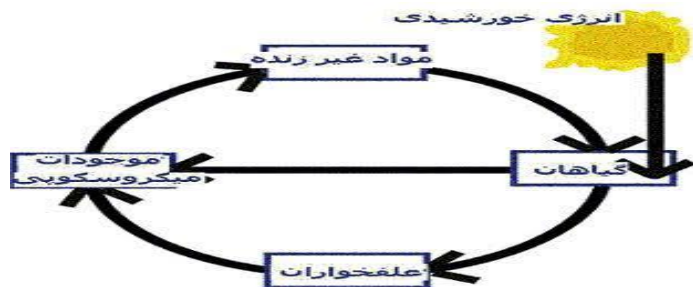 انرژی خورشیدی
مواد غیر زنده
گیاهان
موجودات
میکروسکوپی
علفخواران